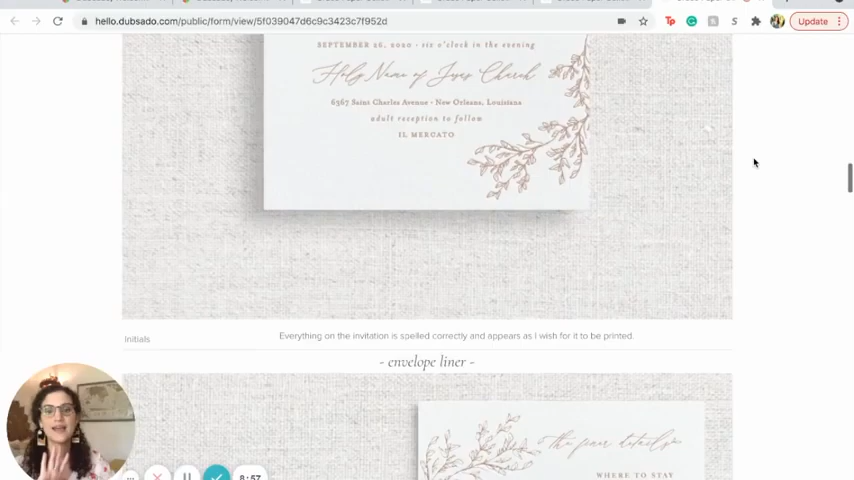 hello.dubsado.com/public/form/view/5f039047d6c9c3423c7f952d
Update
SEPTEMBER 26, 2020 • six o'clock in the evening
Holy Name of Jesus Church
6367 Saint Charles Avenue • New Orleans, Louisiana
adult reception to follow
IL MERCATO
Initials
Everything on the invitation is spelled correctly and appears as I wish for it to be printed.
- envelope liner -
the finer details
WHERE TO STAY
8:57